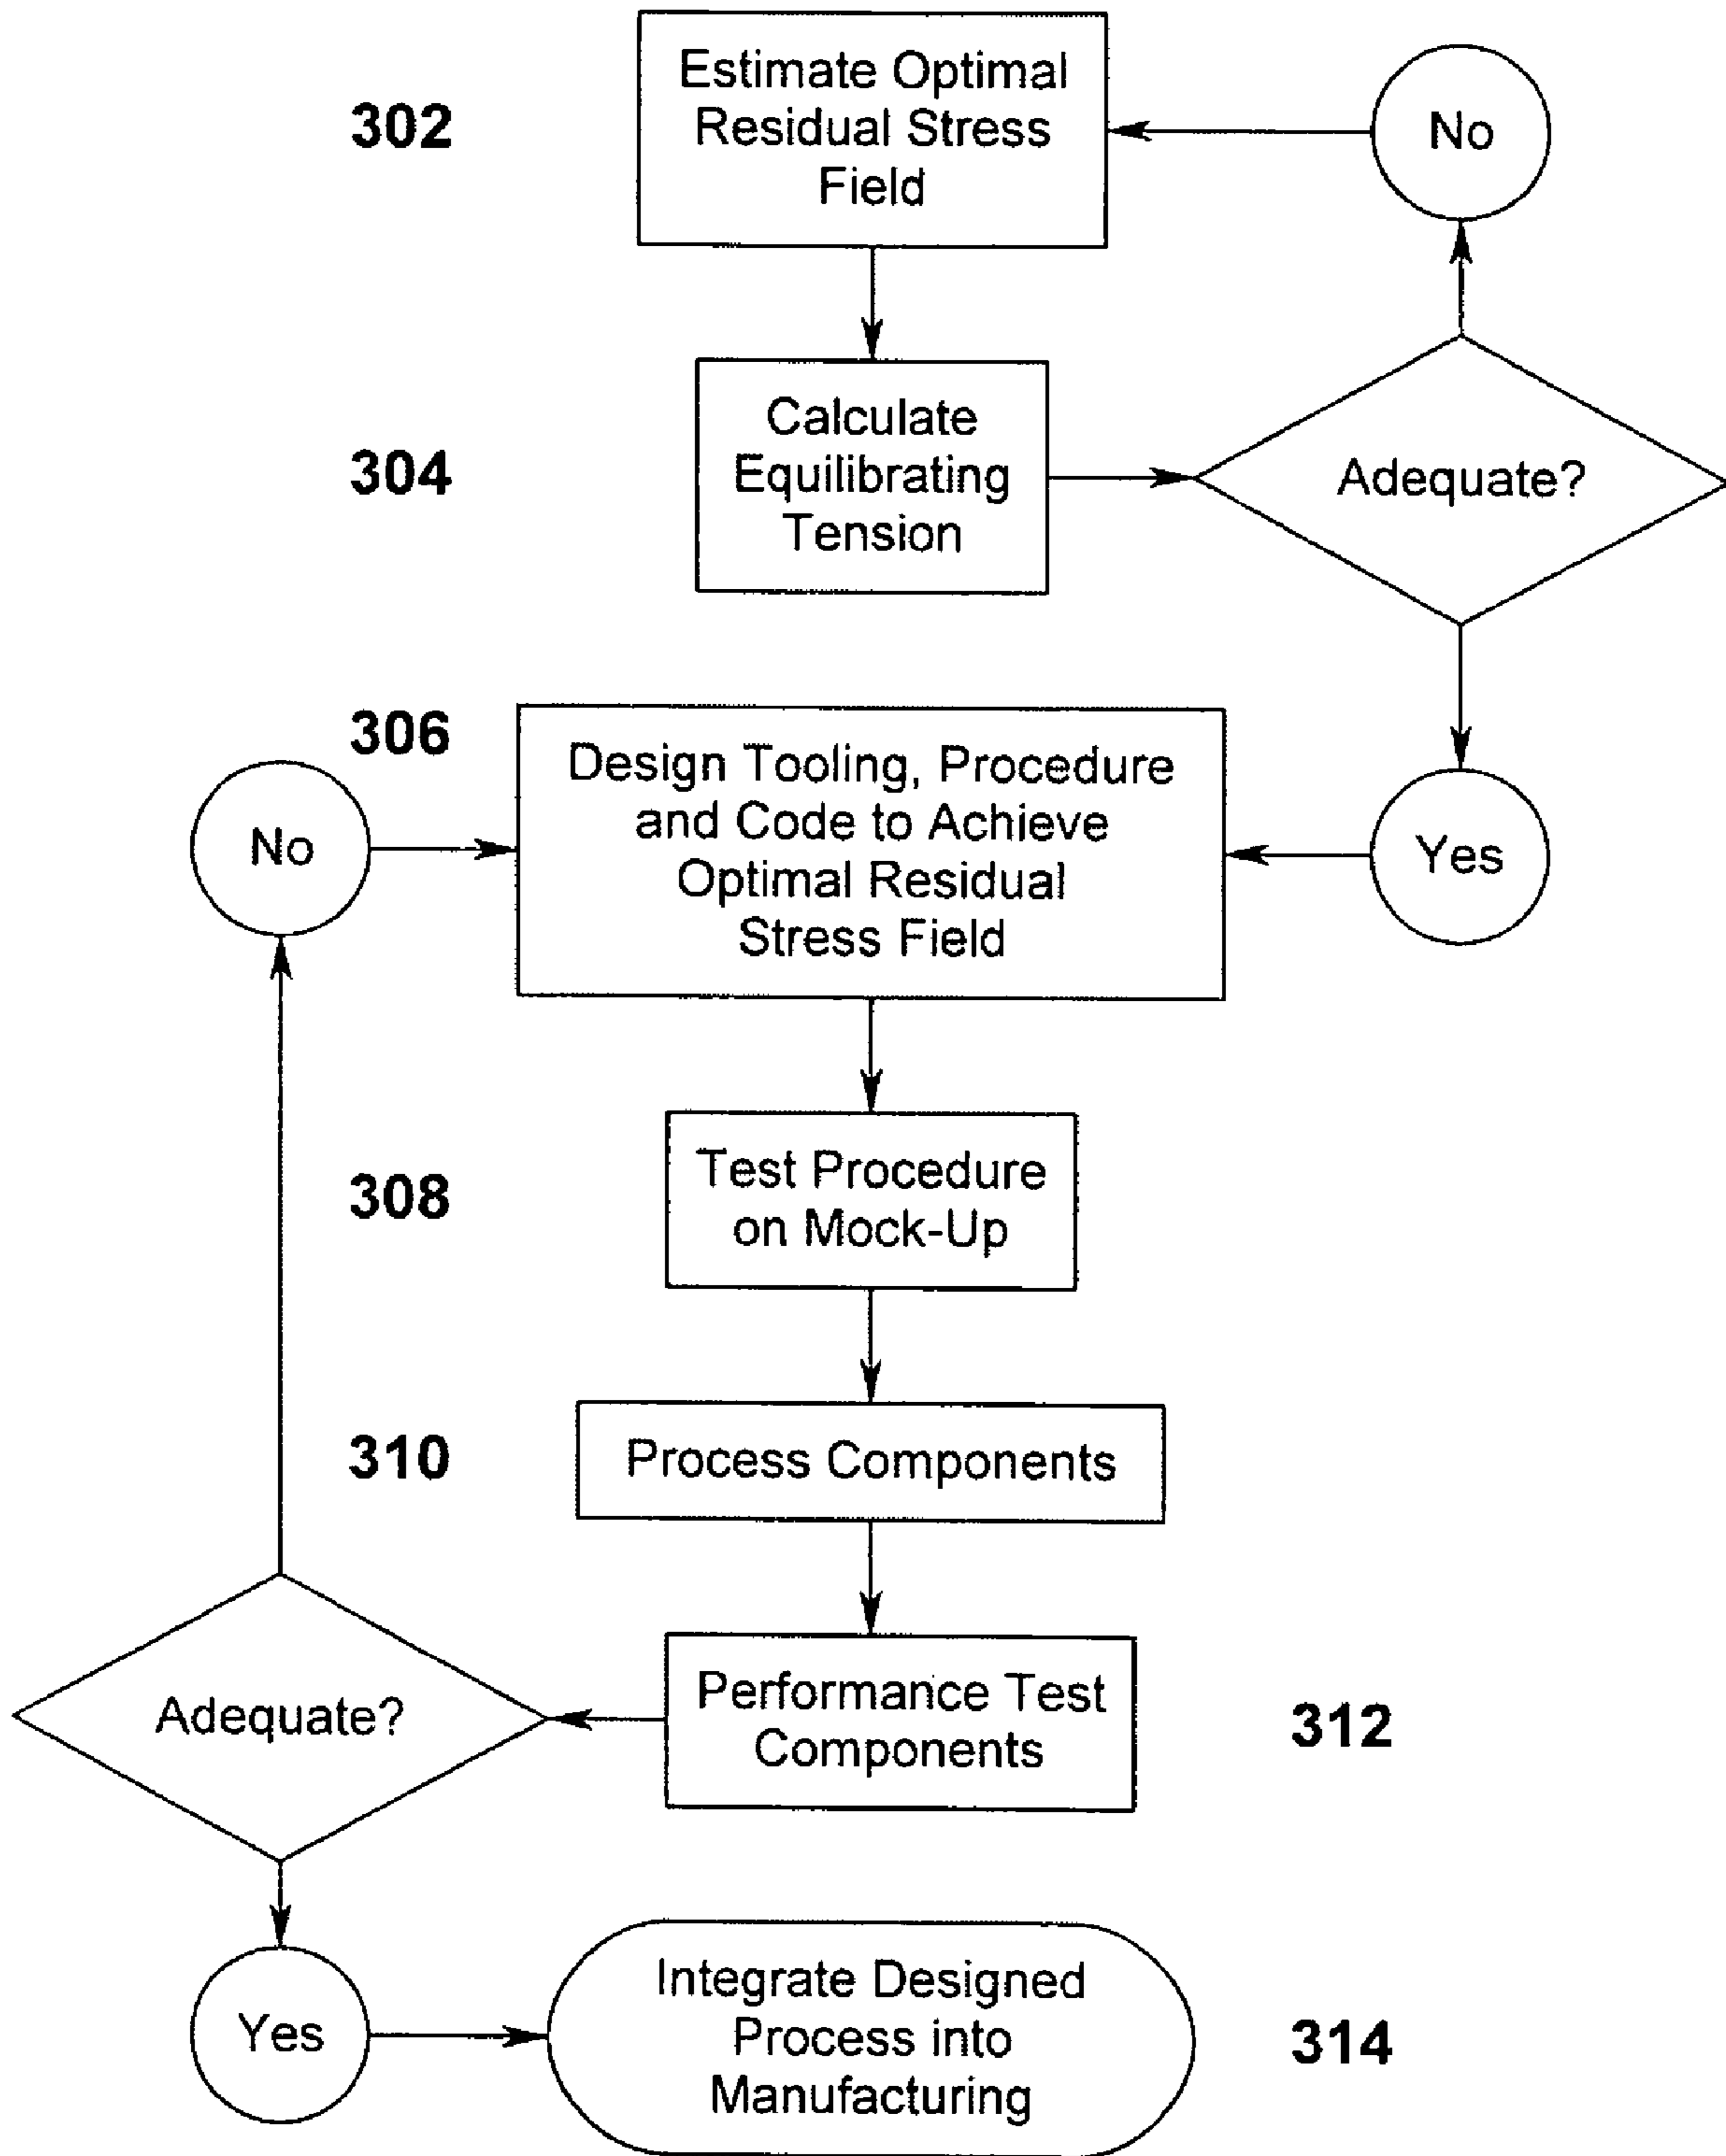 302
Estimate Optimal
Residual Stress
Field
No
304
Calculate
Equilibrating
Tension
Adequate?
306
No
Design Tooling, Procedure
and Code to Achieve
Optimal Residual
Stress Field
Yes
308
Test Procedure
on Mock-Up
310
Process Components
Adequate?
Performance Test
Components
312
Yes
Integrate Designed
Process into
Manufacturing
314